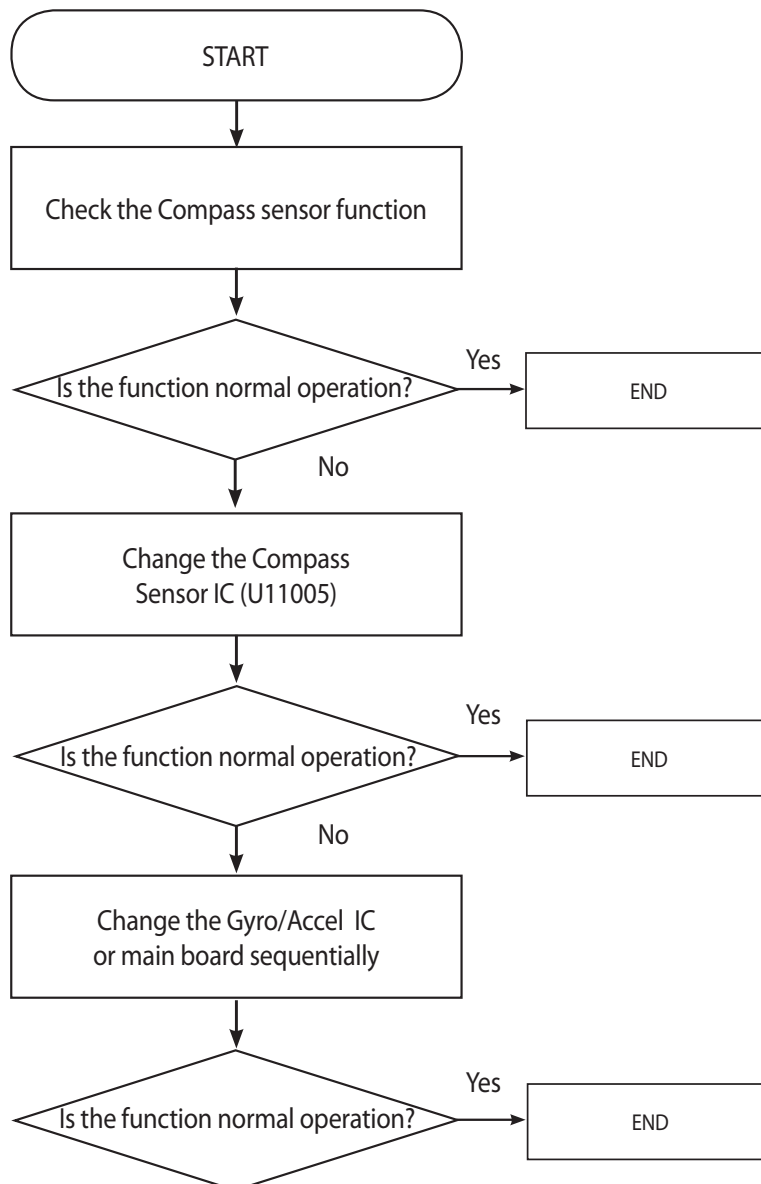 START
Check the Compass sensor function
Is the function normal operation?
Yes
END
No
Change the Compass
Sensor IC (U11005)
Is the function normal operation?
Yes
END
No
Change the Gyro/Accel IC
or main board sequentially
Is the function normal operation?
Yes
END